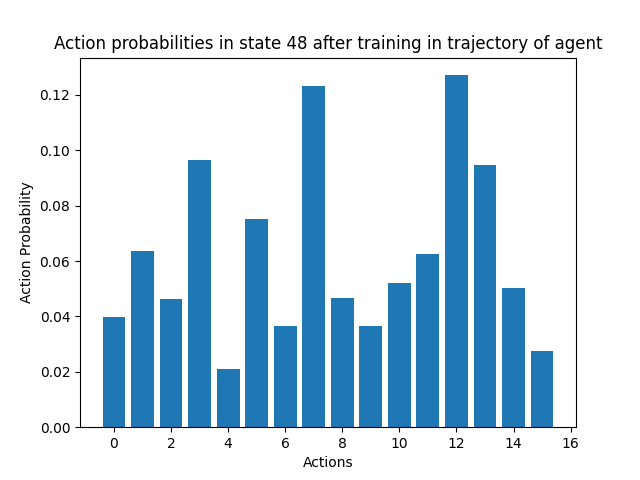 Action probabilities in state 48 after training in trajectory of agent
0.12
0.10
0.08
0.06
0.04
0.02
0.00
Action Probability
0 2 4 6 8 10 12 14 16
Actions